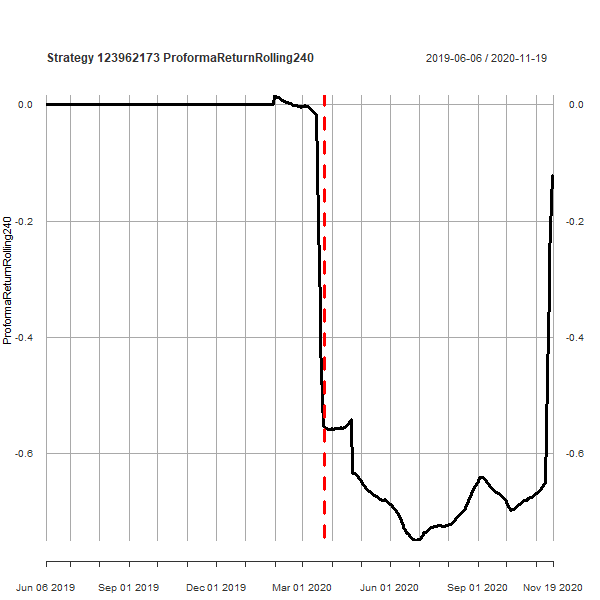 Strategy 123962173 ProformaReturnRolling240
2019-06-06 / 2020-11-19
0.0 0.0
-0.2 -0.2
-0.4 -0.4
-0.6 -0.6
ProformaReturnRolling240
Jun 06 2019 Sep 01 2019 Dec 01 2019 Mar 01 2020 Jun 01 2020 Sep 01 2020 Nov 19 2020